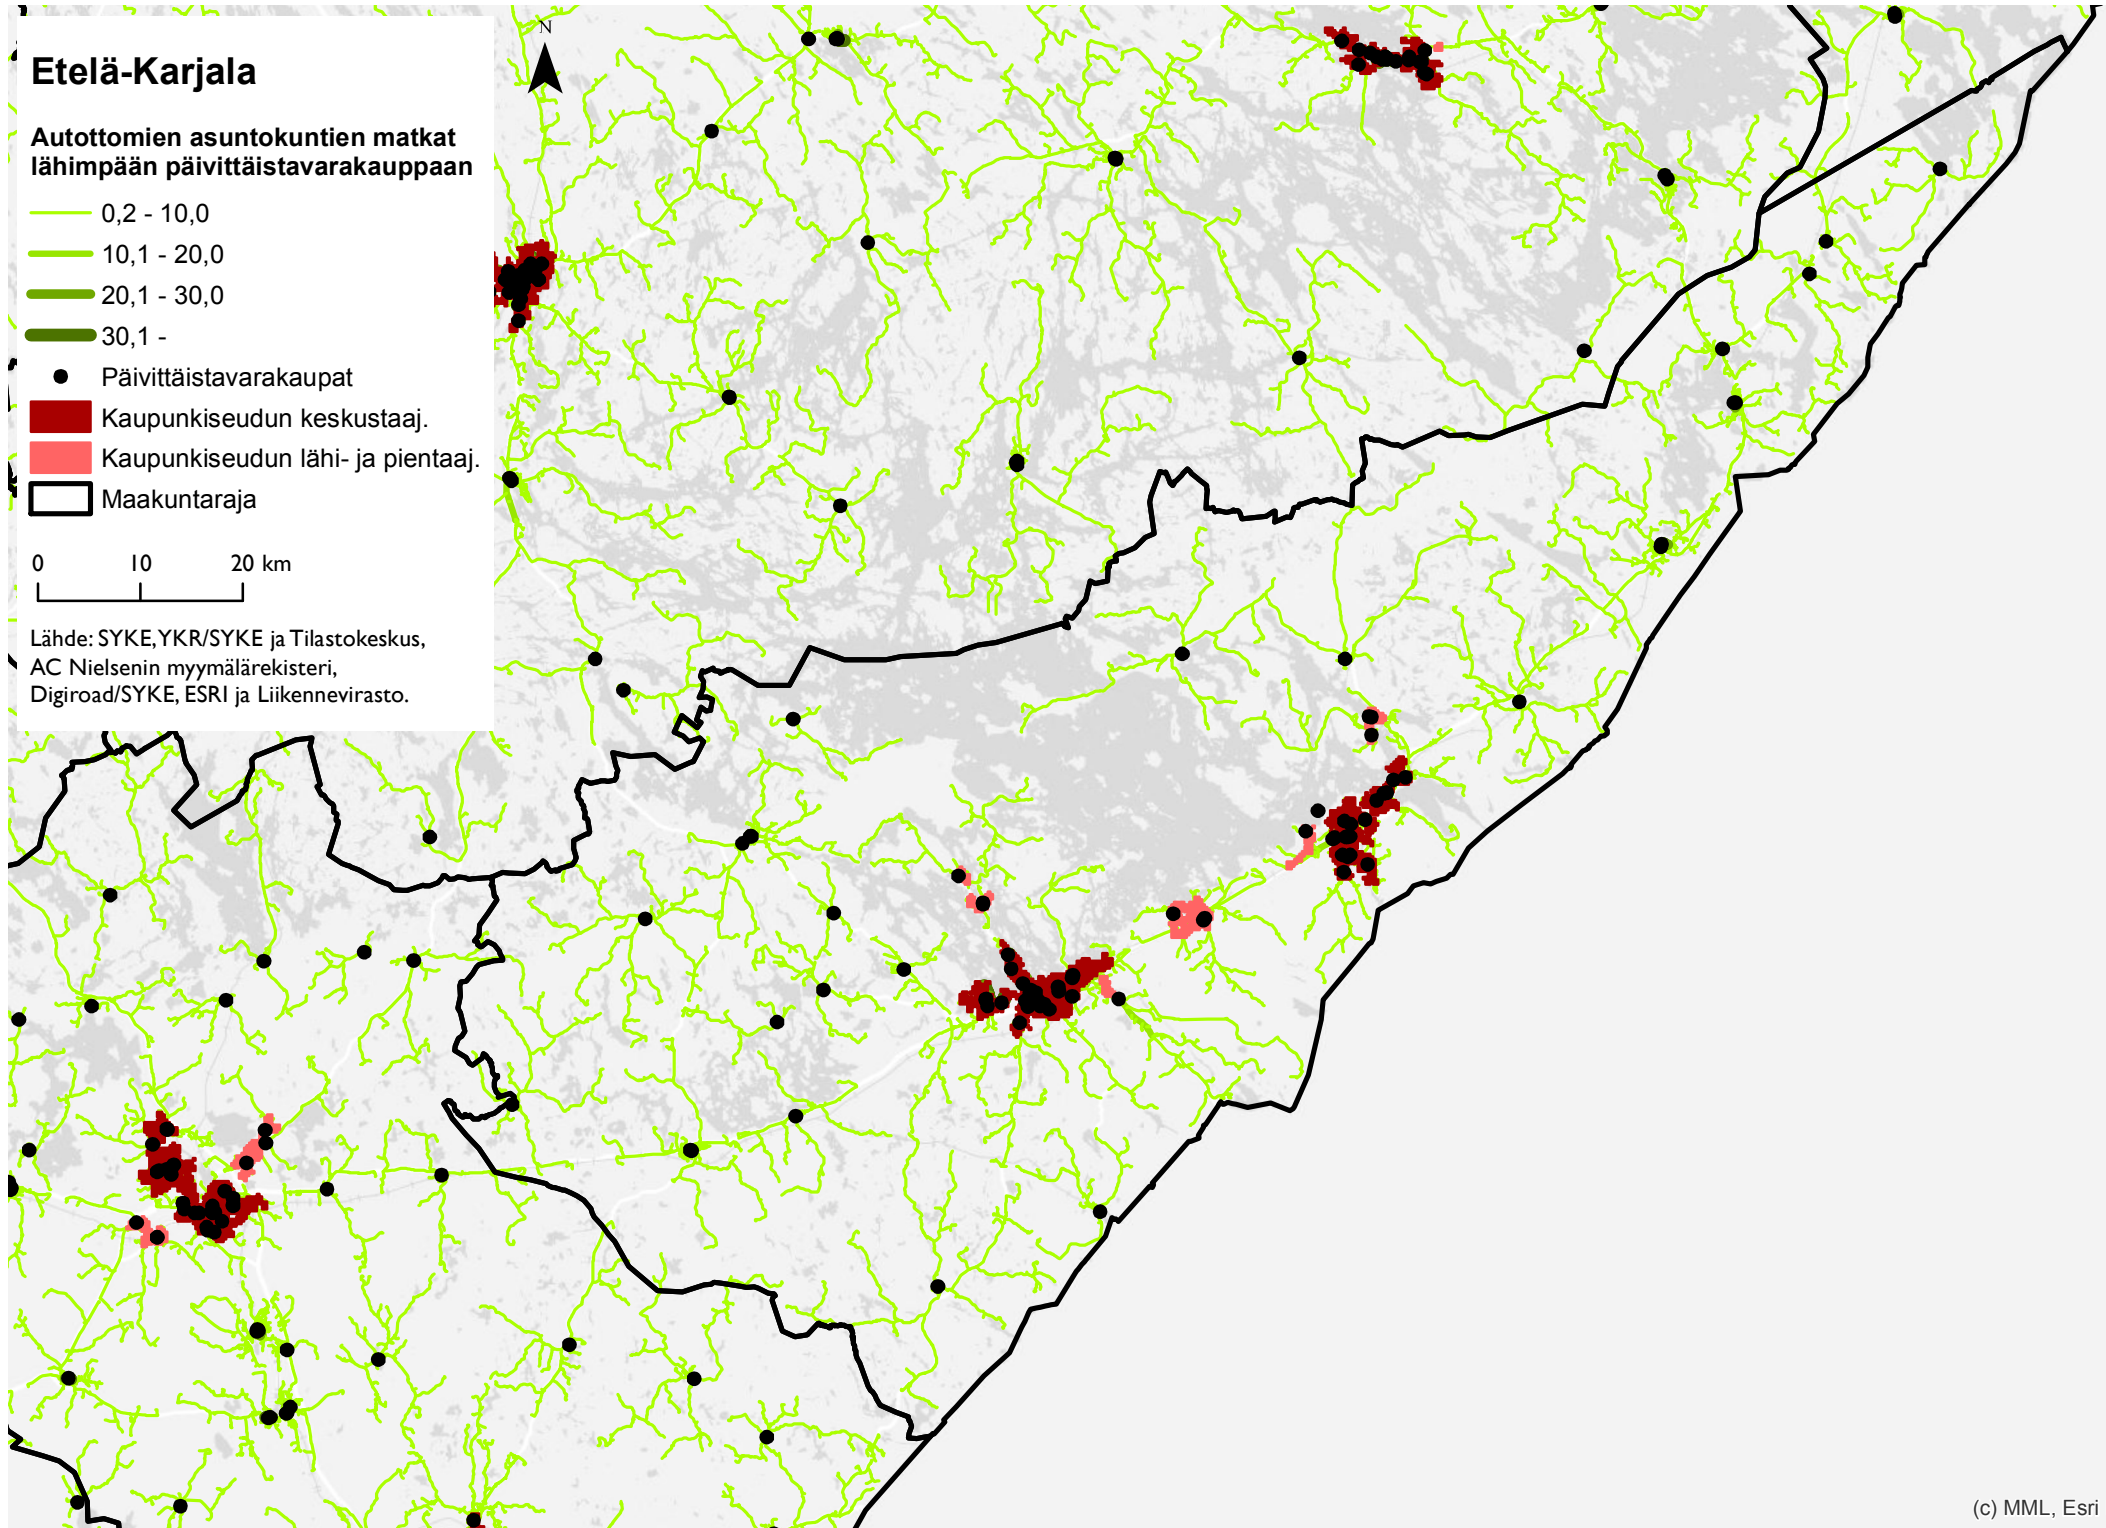 N
Etelä-Karjala
Autottomien asuntokuntien matkat
lähimpään päivittäistavarakauppaan
0,2 - 10,0
10,1 - 20,0
20,1 - 30,0
30,1 -
Päivittäistavarakaupat
Kaupunkiseudun keskustaaj.
Kaupunkiseudun lähi- ja pientaaj.
Maakuntaraja
0 10 20 km
Lähde: SYKE, YKR/SYKE ja Tilastokeskus,
AC Nielsenin myymälärekisteri,
Digiroad/SYKE, ESRI ja Liikennevirasto.
(c) MML, Esri